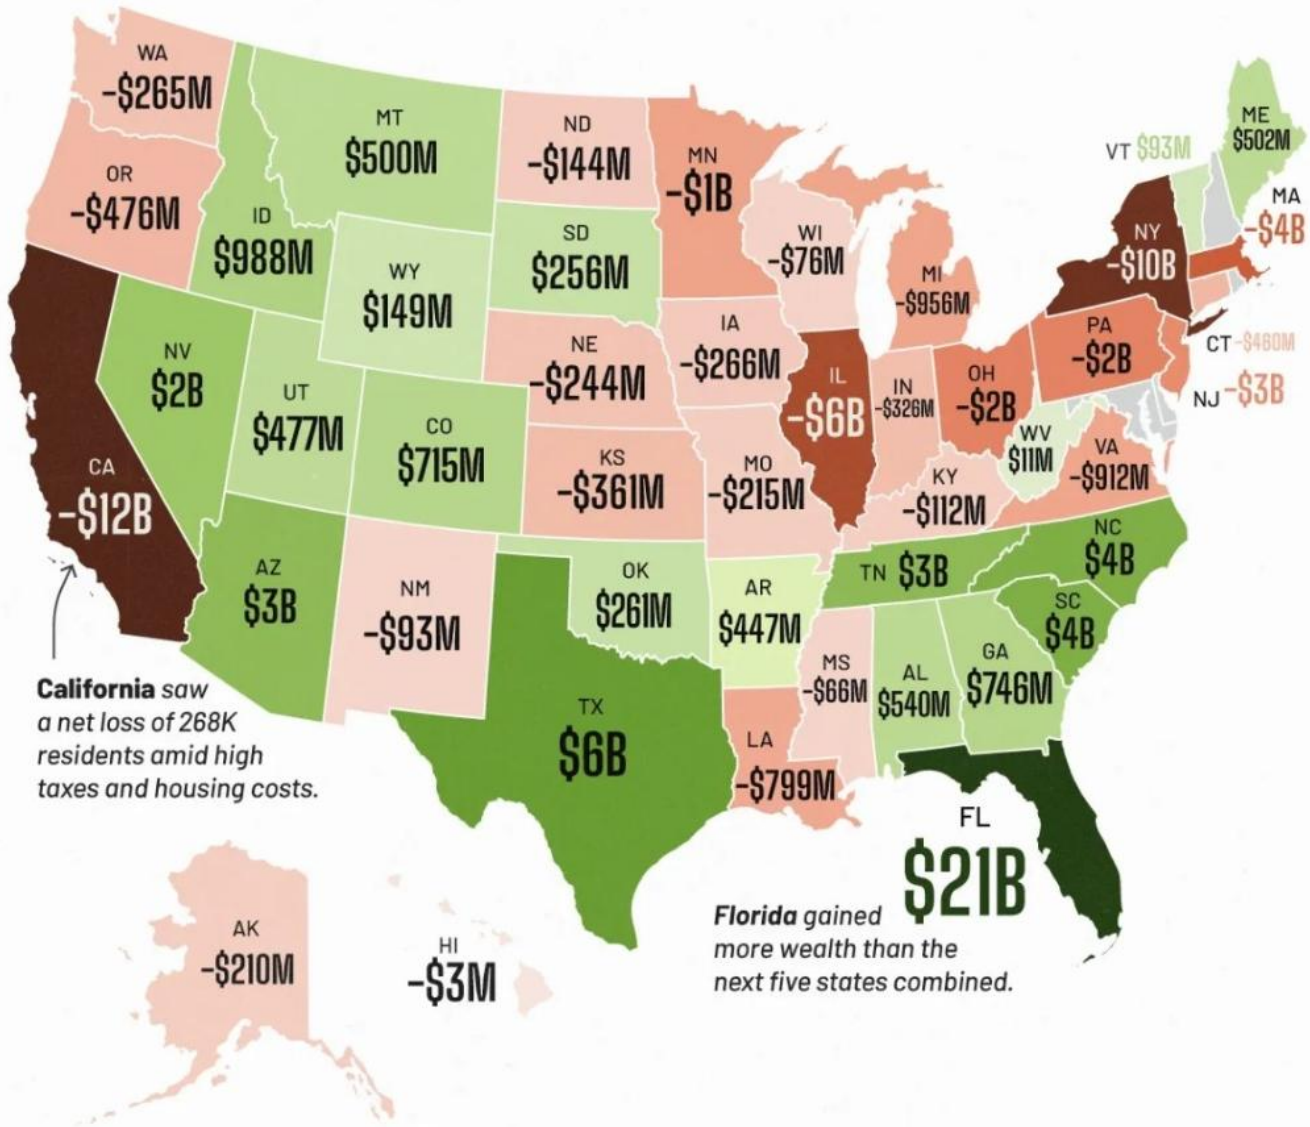 WA
-$265M
OR
-$476M
CA
-$12B
NV
$2B
ID
$988M
MT
$500M
WY
$149M
UT
$477M
CO
$715M
AZ
$3B
NM
-$93M
ND
-$144M
SD
$256M
NE
-$244M
KS
-$361M
OK
$261M
TX
$6B
MN
-$1B
IA
-$266M
MO
-$215M
AR
$447M
LA
-$799M
WI
-$76M
IL
-$6B
MI
-$956M
IN
-$326M
OH
-$2B
KY
-$112M
TN $3B
MS
-$66M
AL
$540M
GA
$746M
FL
$21B
SC
$4B
NC
$4B
VA
-$912M
WV
$11M
PA
-$2B
NY
-$10B
VT $93M
ME
$502M
MA
-$4B
CT -$460M
NJ -$3B
AK
-$210M
HI
-$3M
California saw
a net loss of 268K
residents amid high
taxes and housing costs.
Florida gained
more wealth than the
next five states combined.